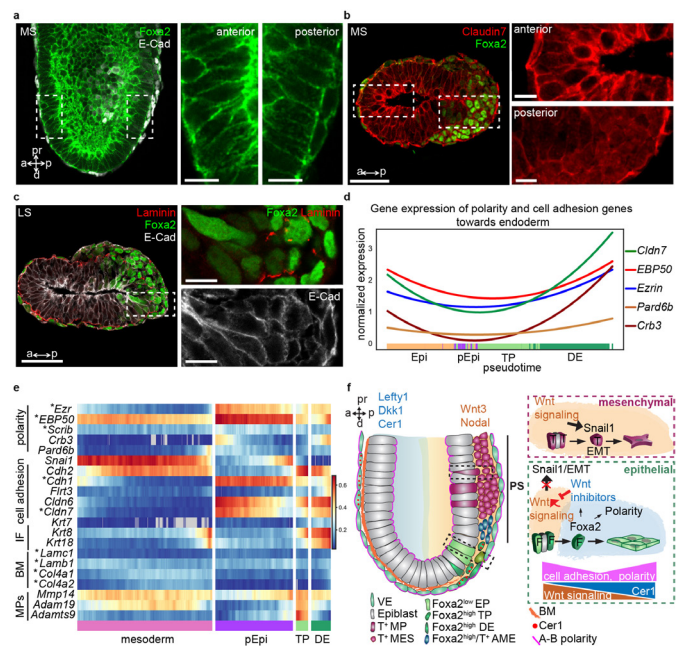 a
MS
Foxa2
E-Cad
anterior
posterior
pr
a p
d
b
MS
Claudin7
Foxa2
anterior
posterior
a p
c
LS
Laminin
Foxa2
E-Cad
Foxa2 Laminin
E-Cad
a p
d
Gene expression of polarity and cell adhesion genes
towards endoderm
normalized expression
3
2
1
0
Cldn7
EBP50
Ezrin
Pard6b
Crb3
Epi pEpi TP DE
pseudotime
e
polarity
*Ezr
*EBP50
*Scrib
Crb3
Pard6b
cell adhesion
Snai1
Cdh2
*Cdh1
Flrt3
Cldn6
*Cldn7
IF
Krt7
Krt8
Krt18
BM
*Lamc1
*Lamb1
*Col4a1
*Col4a2
MPs
Mmp14
Adam19
Adamts9
0.6
0.4
0.2
mesoderm pEpi TP DE
f
Lefty1
Dkk1
Cer1
Wnt3
Nodal
pr
a p
d
PS
VE
Epiblast
T⁺ MP
T⁺ MES
Foxa2ˡᵒʷ EP
Foxa2ʰⁱᵍʰ TP
Foxa2ʰⁱᵍʰ DE
Foxa2ʰⁱᵍʰ/T⁺ AME
mesenchymal
Wnt
signaling
Snail1
EMT
epithelial
Snail1/EMT
Wnt
signaling
Wnt
inhibitors
Polarity
Foxa2
cell adhesion, polarity
Cer1
Wnt signaling
BM
Cer1
A-B polarity